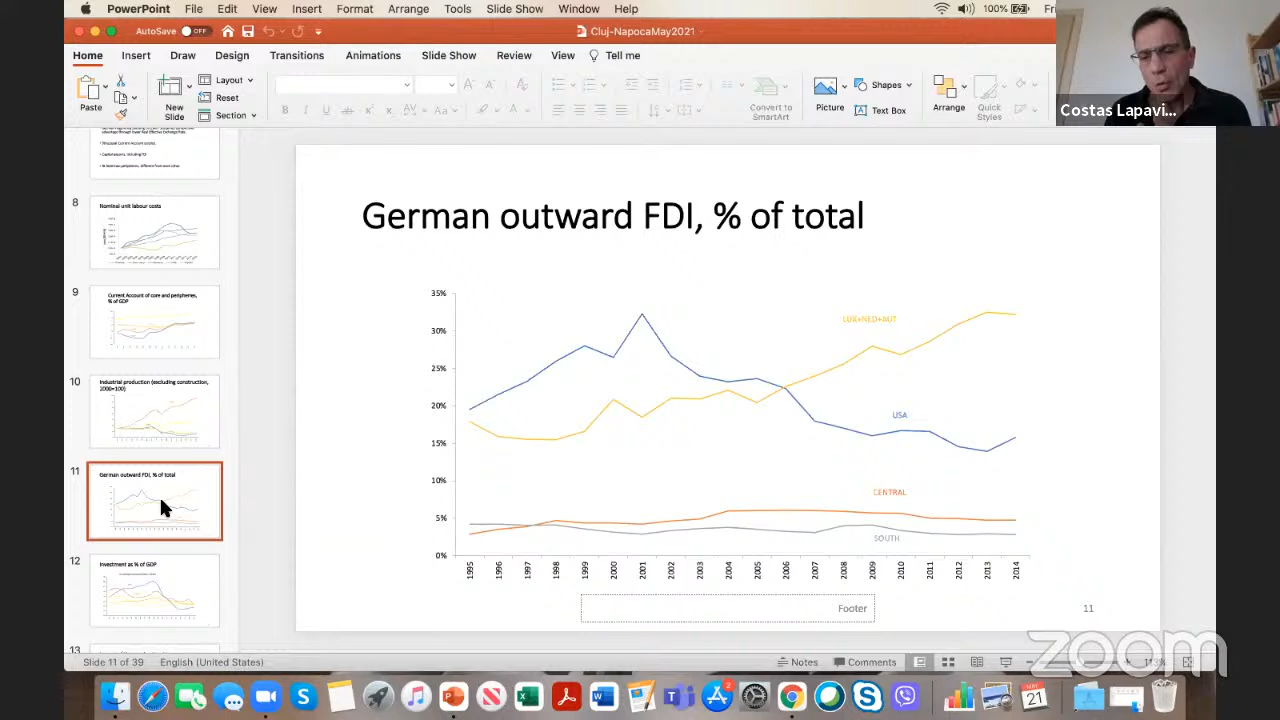 PowerPoint File Edit View Insert Format Arrange Tools Slide Show Window Help 100% Fr
AutoSave OFF Cluj-NapocaMay2021
Home Insert Draw Design Transitions Animations Slide Show Review View Tell me
Paste
New
Slide
Layout
Reset
Section
Convert to
SmartArt
Picture
Shapes
Text Box
Arrange
Quick
Styles
Costas Lapavi...
8
Nominal unit labour costs
9
Current Account of core and peripheries,
% of GDP
10
Industrial production (excluding construction,
2000=100)
11
German outward FDI, % of total
12
Investment as % of GDP
13
German outward FDI, % of total
35%
30%
25%
20%
15%
10%
5%
0%
LUX+NED+AUT
USA
CENTRAL
SOUTH
1995 1996 1997 1998 1999 2000 2001 2002 2003 2004 2005 2006 2007 2008 2009 2010 2011 2012 2013 2014
Footer
11
Slide 11 of 39 English (United States) Notes Comments 113%
zoom
2
MAY
21